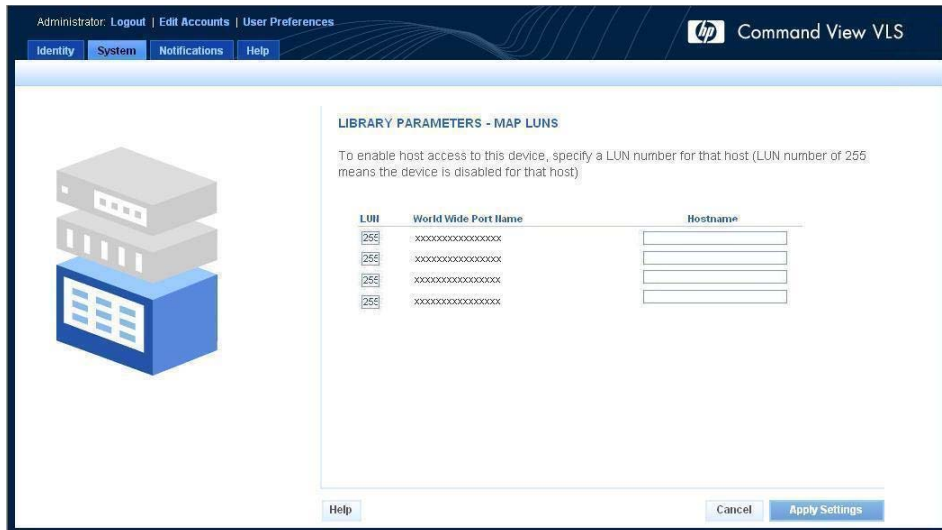 Administrator: Logout | Edit Accounts | User Preferences
hp Command View VLS
Identity System Notifications Help
LIBRARY PARAMETERS - MAP LUNS
To enable host access to this device, specify a LUN number for that host (LUN number of 255
means the device is disabled for that host)
LUN World Wide Port Name Hostname
255 xxxxxxxxxxxxxxxx
255 xxxxxxxxxxxxxxxx
255 xxxxxxxxxxxxxxxx
255 xxxxxxxxxxxxxxxx
Help Cancel Apply Settings